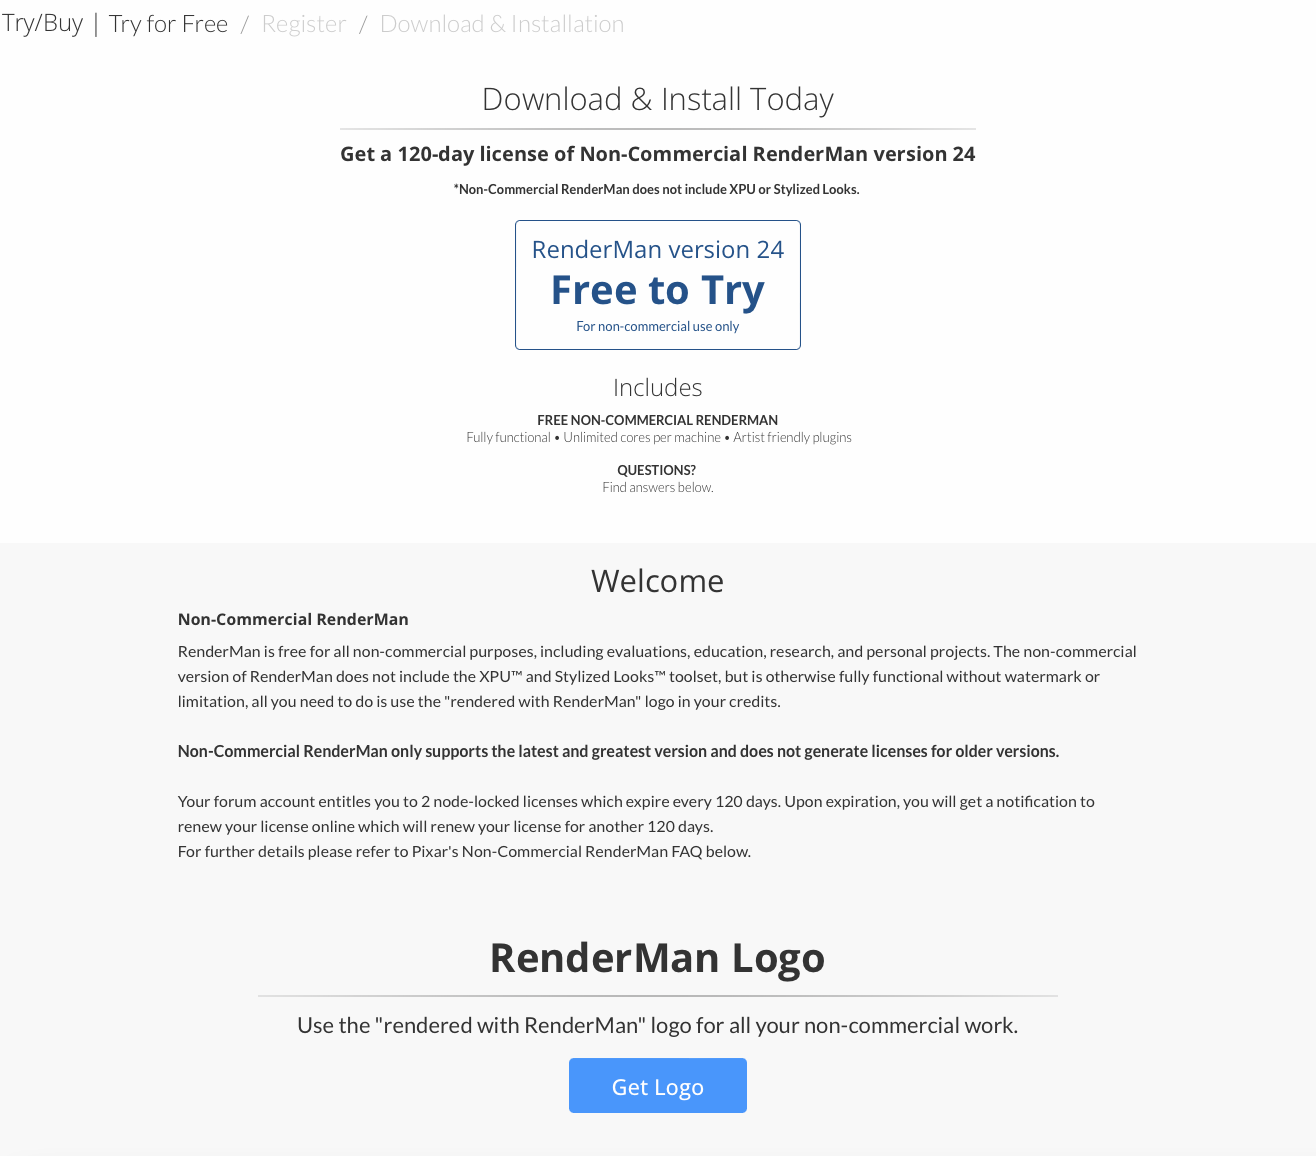 Try/Buy | Try for Free / Register / Download & Installation
Download & Install Today
Get a 120-day license of Non-Commercial RenderMan version 24
*Non-Commercial RenderMan does not include XPU or Stylized Looks.
RenderMan version 24
Free to Try
For non-commercial use only
Includes
FREE NON-COMMERCIAL RENDERMAN
Fully functional • Unlimited cores per machine • Artist friendly plugins
QUESTIONS?
Find answers below.
Welcome
Non-Commercial RenderMan
RenderMan is free for all non-commercial purposes, including evaluations, education, research, and personal projects. The non-commercial
version of RenderMan does not include the XPU™ and Stylized Looks™ toolset, but is otherwise fully functional without watermark or
limitation, all you need to do is use the "rendered with RenderMan" logo in your credits.
Non-Commercial RenderMan only supports the latest and greatest version and does not generate licenses for older versions.
Your forum account entitles you to 2 node-locked licenses which expire every 120 days. Upon expiration, you will get a notification to
renew your license online which will renew your license for another 120 days.
For further details please refer to Pixar's Non-Commercial RenderMan FAQ below.
RenderMan Logo
Use the "rendered with RenderMan" logo for all your non-commercial work.
Get Logo